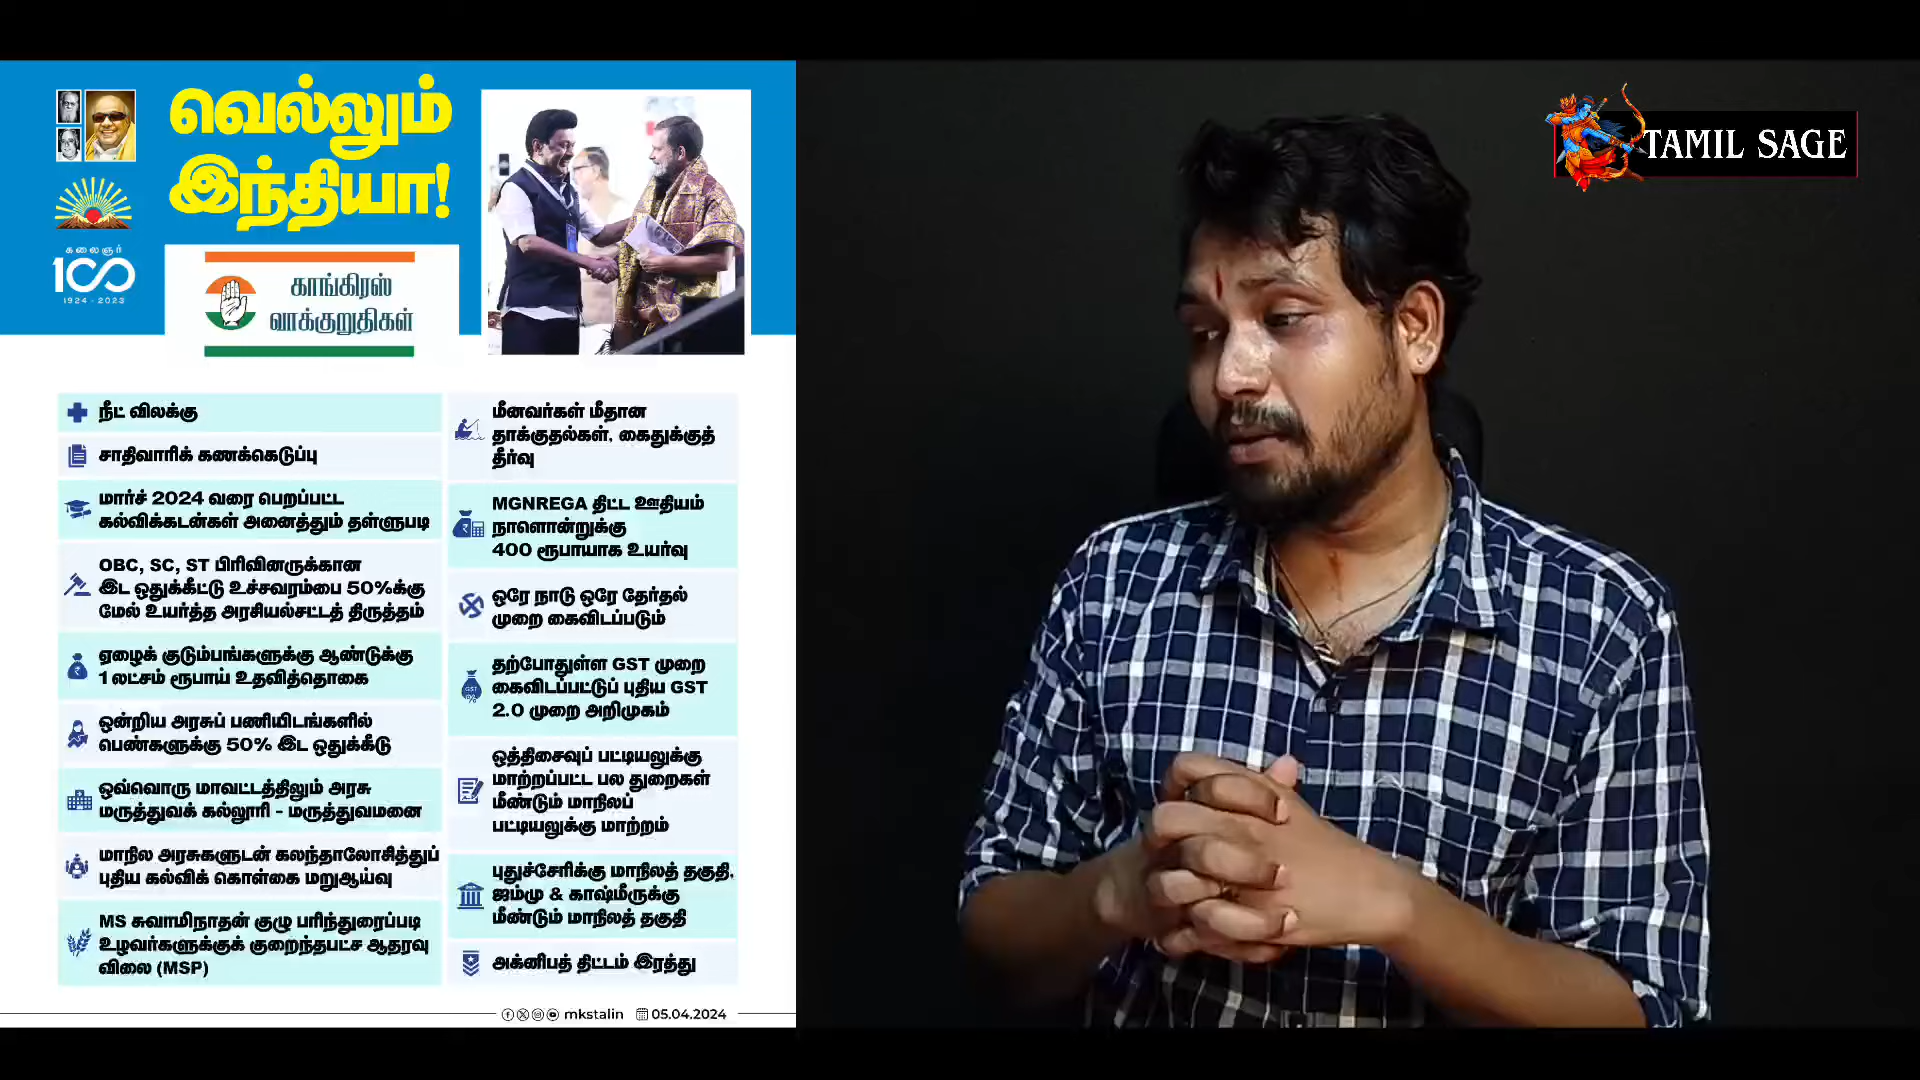 வெல்லும்
இந்தியா!
கலைஞர்
100
1924 - 2023
காங்கிரஸ்
வாக்குறுதிகள்
நீட் விலக்கு
சாதிவாரிக் கணக்கெடுப்பு
மார்ச் 2024 வரை பெறப்பட்ட
கல்விக்கடன்கள் அனைத்தும் தள்ளுபடி
OBC, SC, ST பிரிவினருக்கான
இட ஒதுக்கீட்டு உச்சவரம்பை 50%க்கு
மேல் உயர்த்த அரசியல்சட்டத் திருத்தம்
ஏழைக் குடும்பங்களுக்கு ஆண்டுக்கு
1 லட்சம் ரூபாய் உதவித்தொகை
ஒன்றிய அரசுப் பணியிடங்களில்
பெண்களுக்கு 50% இட ஒதுக்கீடு
ஒவ்வொரு மாவட்டத்திலும் அரசு
மருத்துவக் கல்லூரி - மருத்துவமனை
மாநில அரசுகளுடன் கலந்தாலோசித்துப்
புதிய கல்விக் கொள்கை மறுஆய்வு
MS சுவாமிநாதன் குழு பரிந்துரைப்படி
உழவர்களுக்குக் குறைந்தபட்ச ஆதரவு
விலை (MSP)
மீனவர்கள் மீதான
தாக்குதல்கள், கைதுக்குத்
தீர்வு
MGNREGA திட்ட ஊதியம்
நாளொன்றுக்கு
400 ரூபாயாக உயர்வு
ஒரே நாடு ஒரே தேர்தல்
முறை கைவிடப்படும்
தற்போதுள்ள GST முறை
கைவிடப்பட்டுப் புதிய GST
2.0 முறை அறிமுகம்
ஒத்திசைவுப் பட்டியலுக்கு
மாற்றப்பட்ட பல துறைகள்
மீண்டும் மாநிலப்
பட்டியலுக்கு மாற்றம்
புதுச்சேரிக்கு மாநிலத் தகுதி,
ஜம்மு & காஷ்மீருக்கு
மீண்டும் மாநிலத் தகுதி
அக்னிபத் திட்டம் இரத்து
mkstalin 05.04.2024
TAMIL SAGE